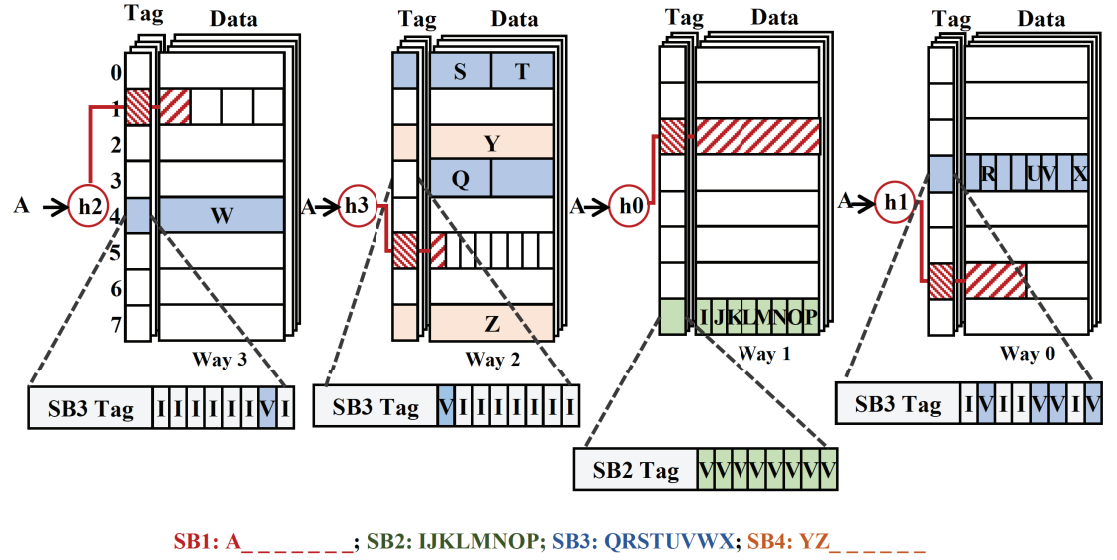 Tag Data
Tag Data
Tag Data
Tag Data
0
1
2
3
4
5
6
7
A h2
W
Way 3
SB3 Tag I I I I I I V I
S T
Y
Q
A h3
Z
Way 2
SB3 Tag V I I I I I I I
A h0
I J K L M N O P
Way 1
SB2 Tag V V V V V V V V
R U V X
A h1
Way 0
SB3 Tag I V I I V V I V
SB1: A_ _ _ _ _ _ _; SB2: IJKLMNOP; SB3: QRSTUVWX; SB4: YZ_ _ _ _ _ _